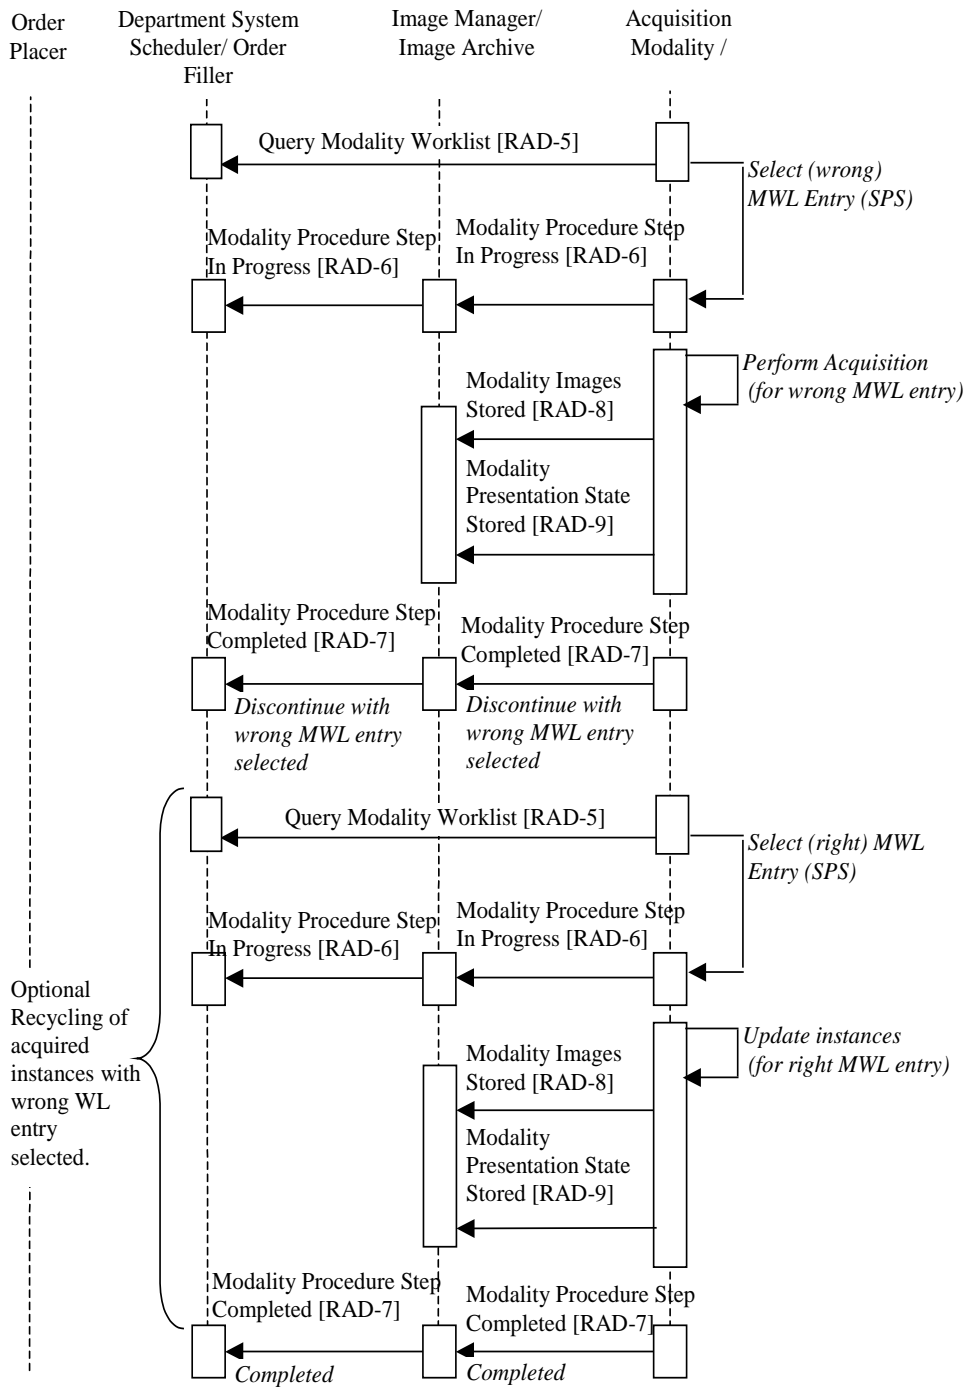 Order
Placer
Department System
Scheduler/ Order
Filler
Image Manager/
Image Archive
Acquisition
Modality /
Query Modality Worklist [RAD-5]
Select (wrong)
MWL Entry (SPS)
Modality Procedure Step
In Progress [RAD-6]
Modality Procedure Step
In Progress [RAD-6]
Perform Acquisition
(for wrong MWL entry)
Modality Images
Stored [RAD-8]
Modality
Presentation State
Stored [RAD-9]
Modality Procedure Step
Completed [RAD-7]
Modality Procedure Step
Completed [RAD-7]
Discontinue with
wrong MWL entry
selected
Discontinue with
wrong MWL entry
selected
Query Modality Worklist [RAD-5]
Select (right) MWL
Entry (SPS)
Modality Procedure Step
In Progress [RAD-6]
Modality Procedure Step
In Progress [RAD-6]
Optional
Recycling of
acquired
instances with
wrong WL
entry
selected.
Update instances
(for right MWL entry)
Modality Images
Stored [RAD-8]
Modality
Presentation State
Stored [RAD-9]
Modality Procedure Step
Completed [RAD-7]
Modality Procedure Step
Completed [RAD-7]
Completed
Completed